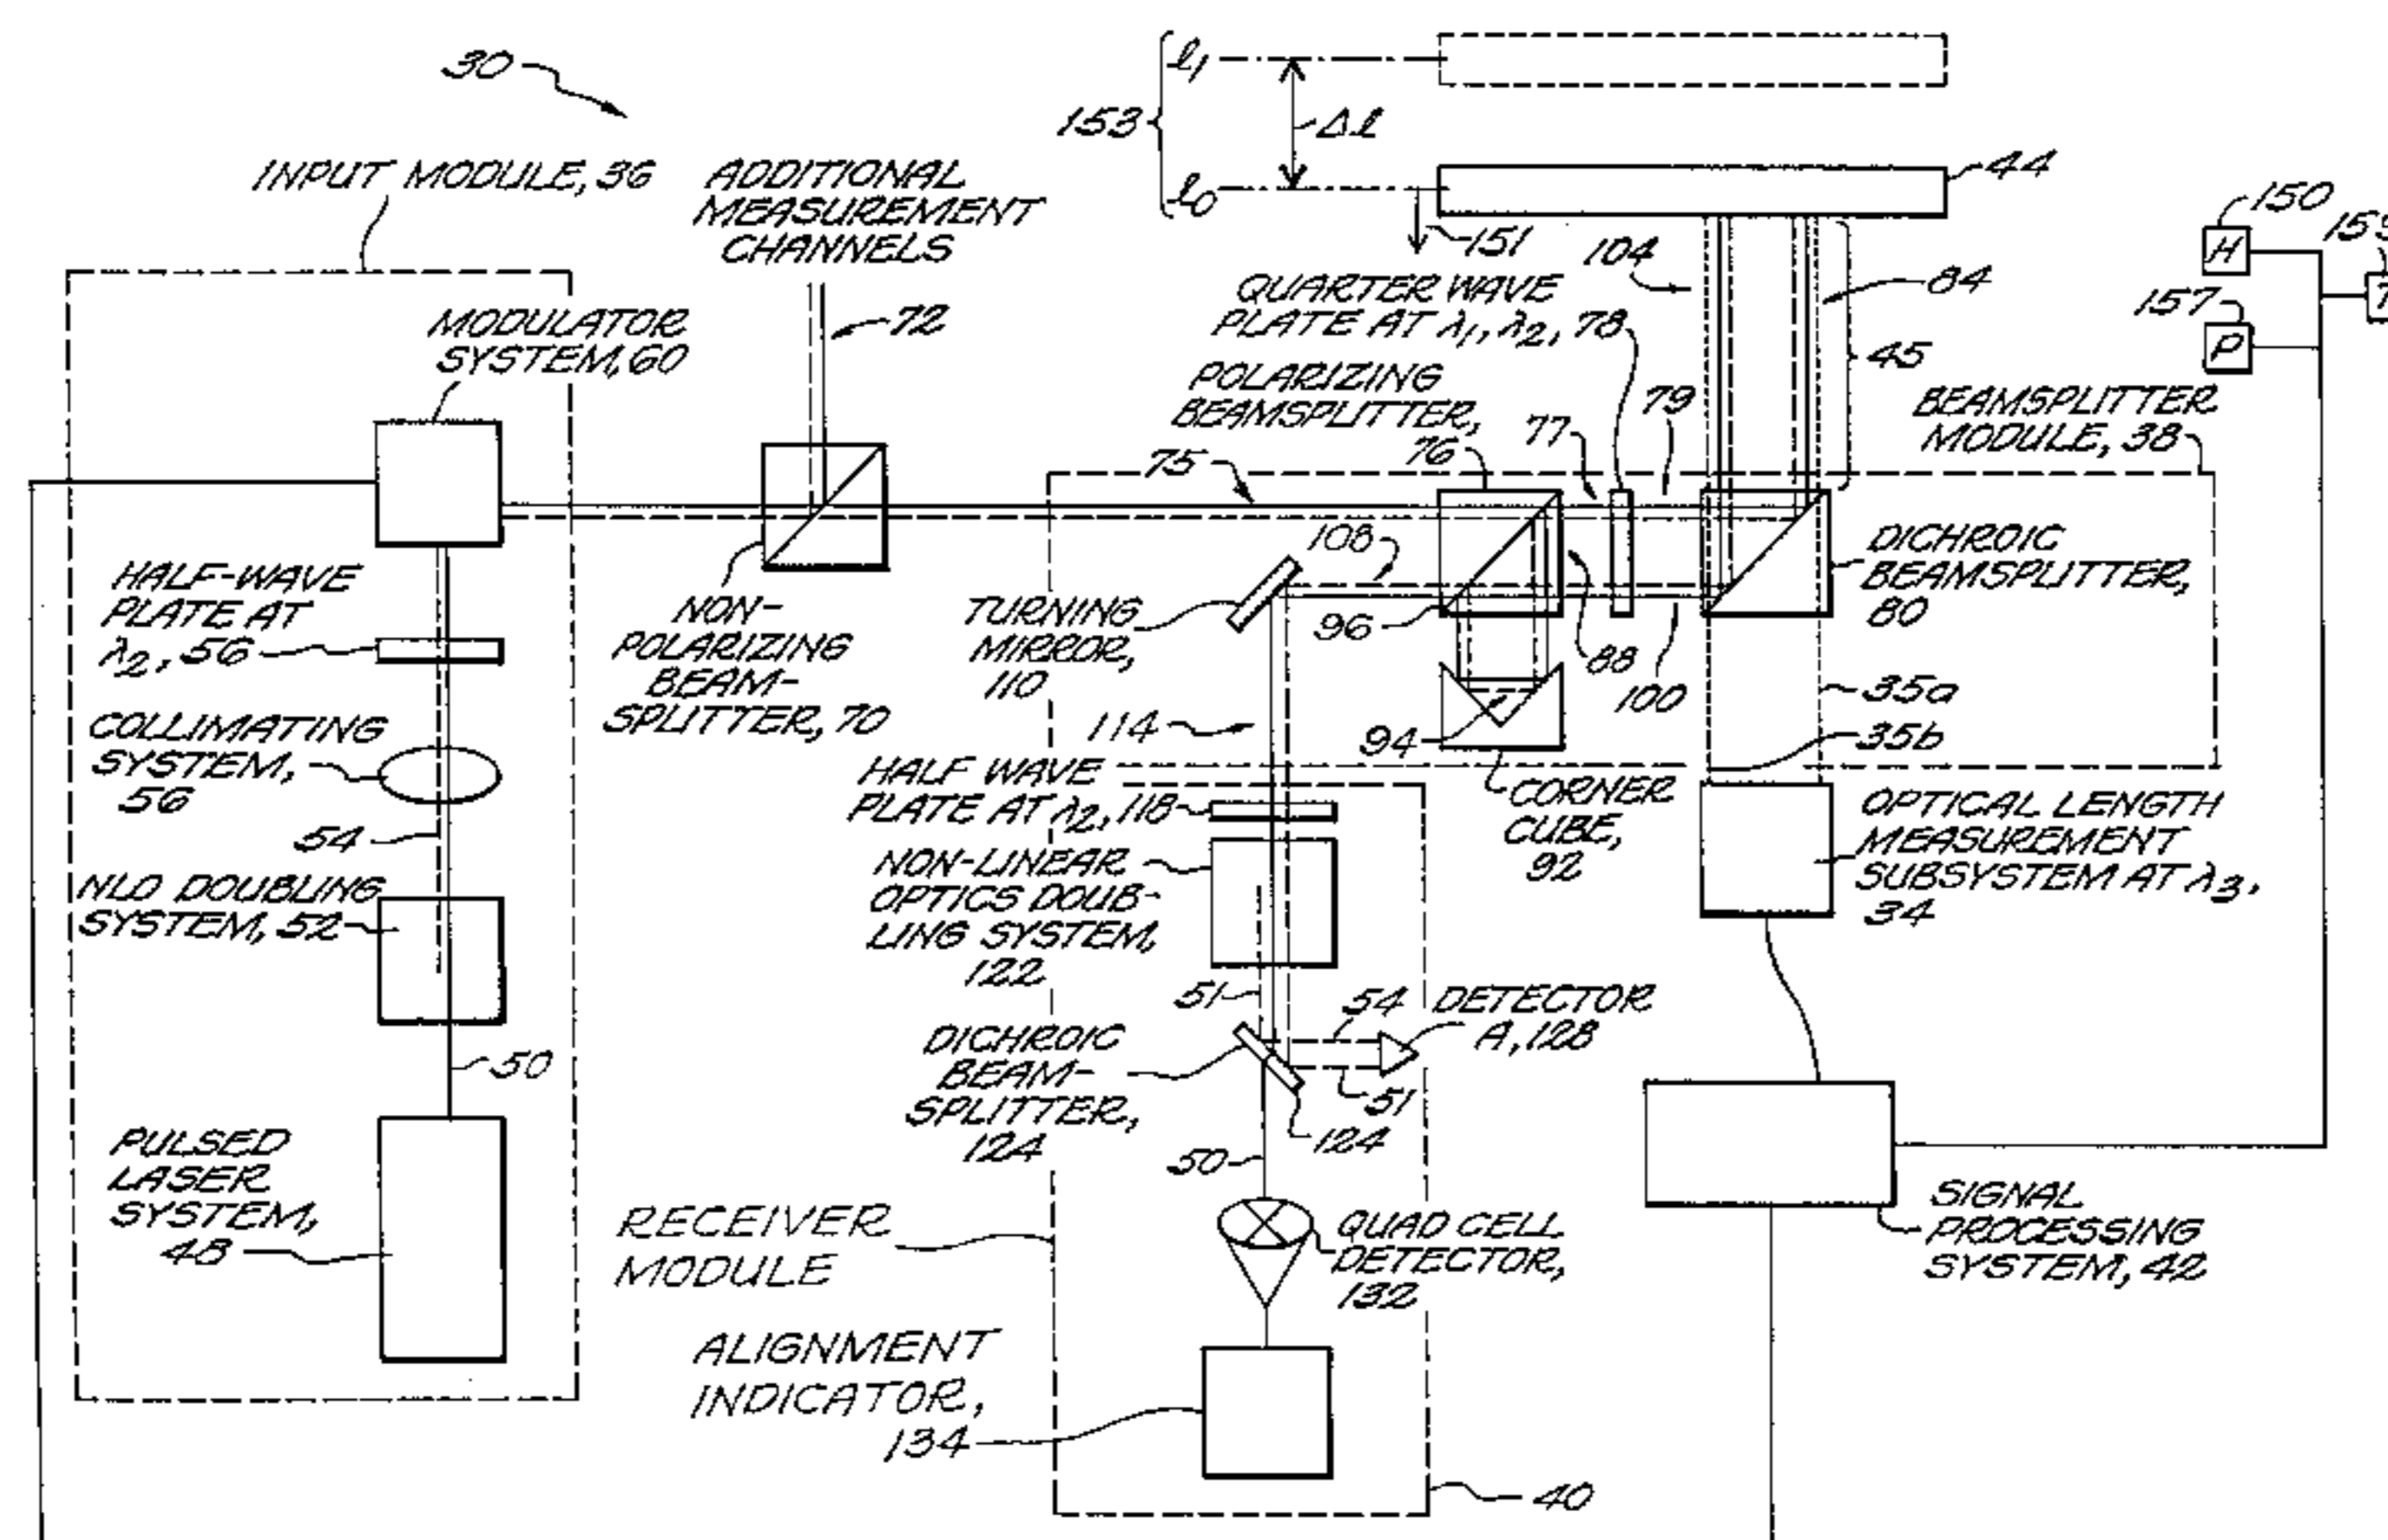 30
153
l1
Δl
l0
151
44
INPUT MODULE, 36
ADDITIONAL
MEASUREMENT
CHANNELS
72
MODULATOR
SYSTEM, 60
QUARTER WAVE
PLATE AT λ1, λ2, 78
104
84
45
150
H
157
P
POLARIZING
BEAMSPLITTER,
76
77
79
BEAMSPLITTER
MODULE, 38
75
108
HALF-WAVE
PLATE AT
λ2, 56
NON-
POLARIZING
BEAM-
SPLITTER, 70
TURNING
MIRROR,
110
96
88
100
DICHROIC
BEAMSPLITTER,
80
35a
35b
114
94
CORNER
CUBE,
92
COLLIMATING
SYSTEM,
56
54
HALF WAVE
PLATE AT λ2, 118
OPTICAL LENGTH
MEASUREMENT
SUBSYSTEM AT λ3,
34
NLO DOUBLING
SYSTEM, 52
NON-LINEAR
OPTICS DOUB-
LING SYSTEM,
122
51
54
DETECTOR
A, 128
51
DICHROIC
BEAM-
SPLITTER,
124
124
50
50
PULSED
LASER
SYSTEM,
48
RECEIVER
MODULE
QUAD CELL
DETECTOR,
132
SIGNAL
PROCESSING
SYSTEM, 42
ALIGNMENT
INDICATOR,
134
40